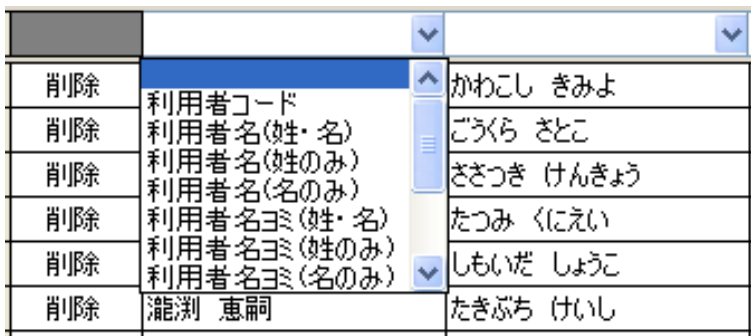 削除
利用者コード
かわこし きみよ
削除
利用者名(姓・名)
ごうくら さとこ
利用者名(姓のみ)
削除
利用者名(名のみ)
ささつき けんきょう
削除
利用者名ヨミ(姓・名)
たつみ くにえい
削除
利用者名ヨミ(姓のみ)
しもいだ しょうこ
利用者名ヨミ(名のみ)
削除
瀧渕 恵嗣
たきぶち けいし